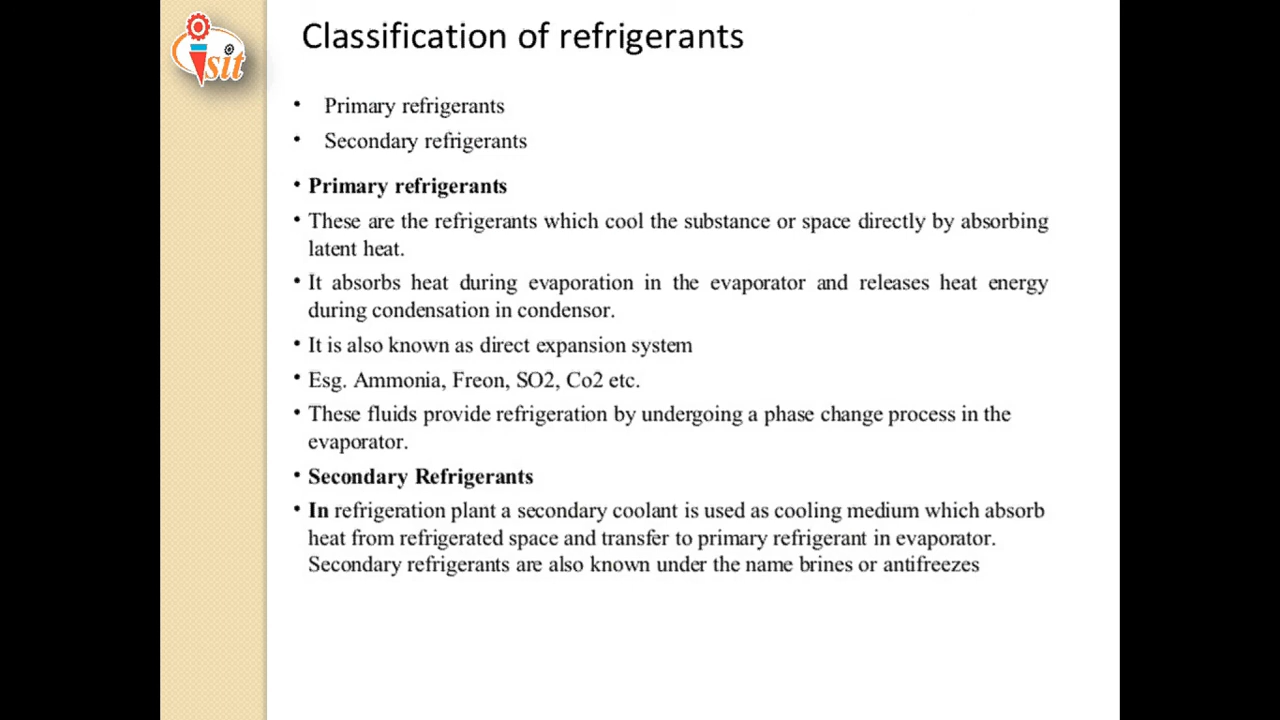 Classification of refrigerants
sit
• Primary refrigerants
• Secondary refrigerants
• Primary refrigerants
• These are the refrigerants which cool the substance or space directly by absorbing
latent heat.
• It absorbs heat during evaporation in the evaporator and releases heat energy
during condensation in condensor.
• It is also known as direct expansion system
• Esg. Ammonia, Freon, SO2, Co2 etc.
• These fluids provide refrigeration by undergoing a phase change process in the
evaporator.
• Secondary Refrigerants
• In refrigeration plant a secondary coolant is used as cooling medium which absorb
heat from refrigerated space and transfer to primary refrigerant in evaporator.
Secondary refrigerants are also known under the name brines or antifreezes